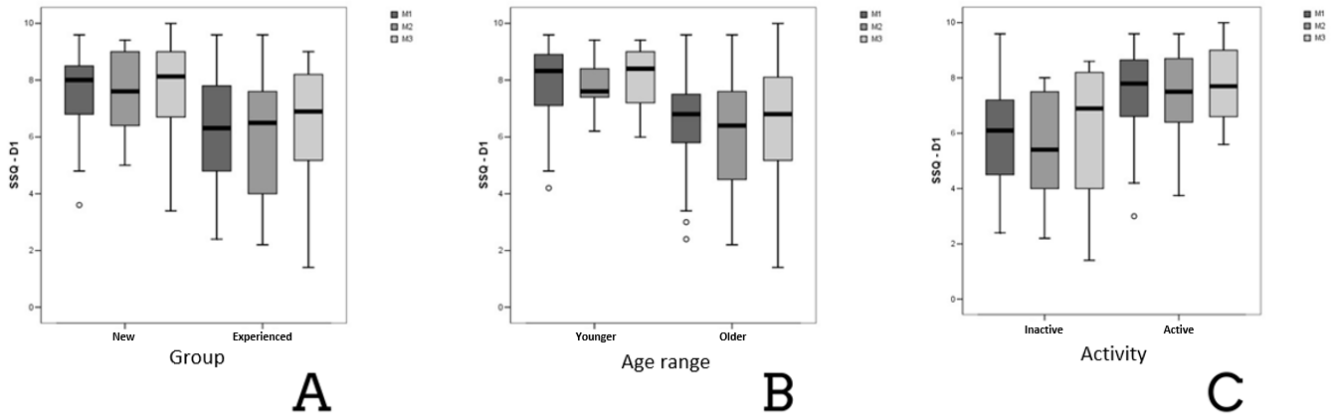 10
8
6
4
2
0
SSQ - D1
M1
M2
M3
New Experienced
Group
A
10
8
6
4
2
0
SSQ - D1
M1
M2
M3
Younger Older
Age range
B
10
8
6
4
2
0
SSQ - D1
M1
M2
M3
Inactive Active
Activity
C